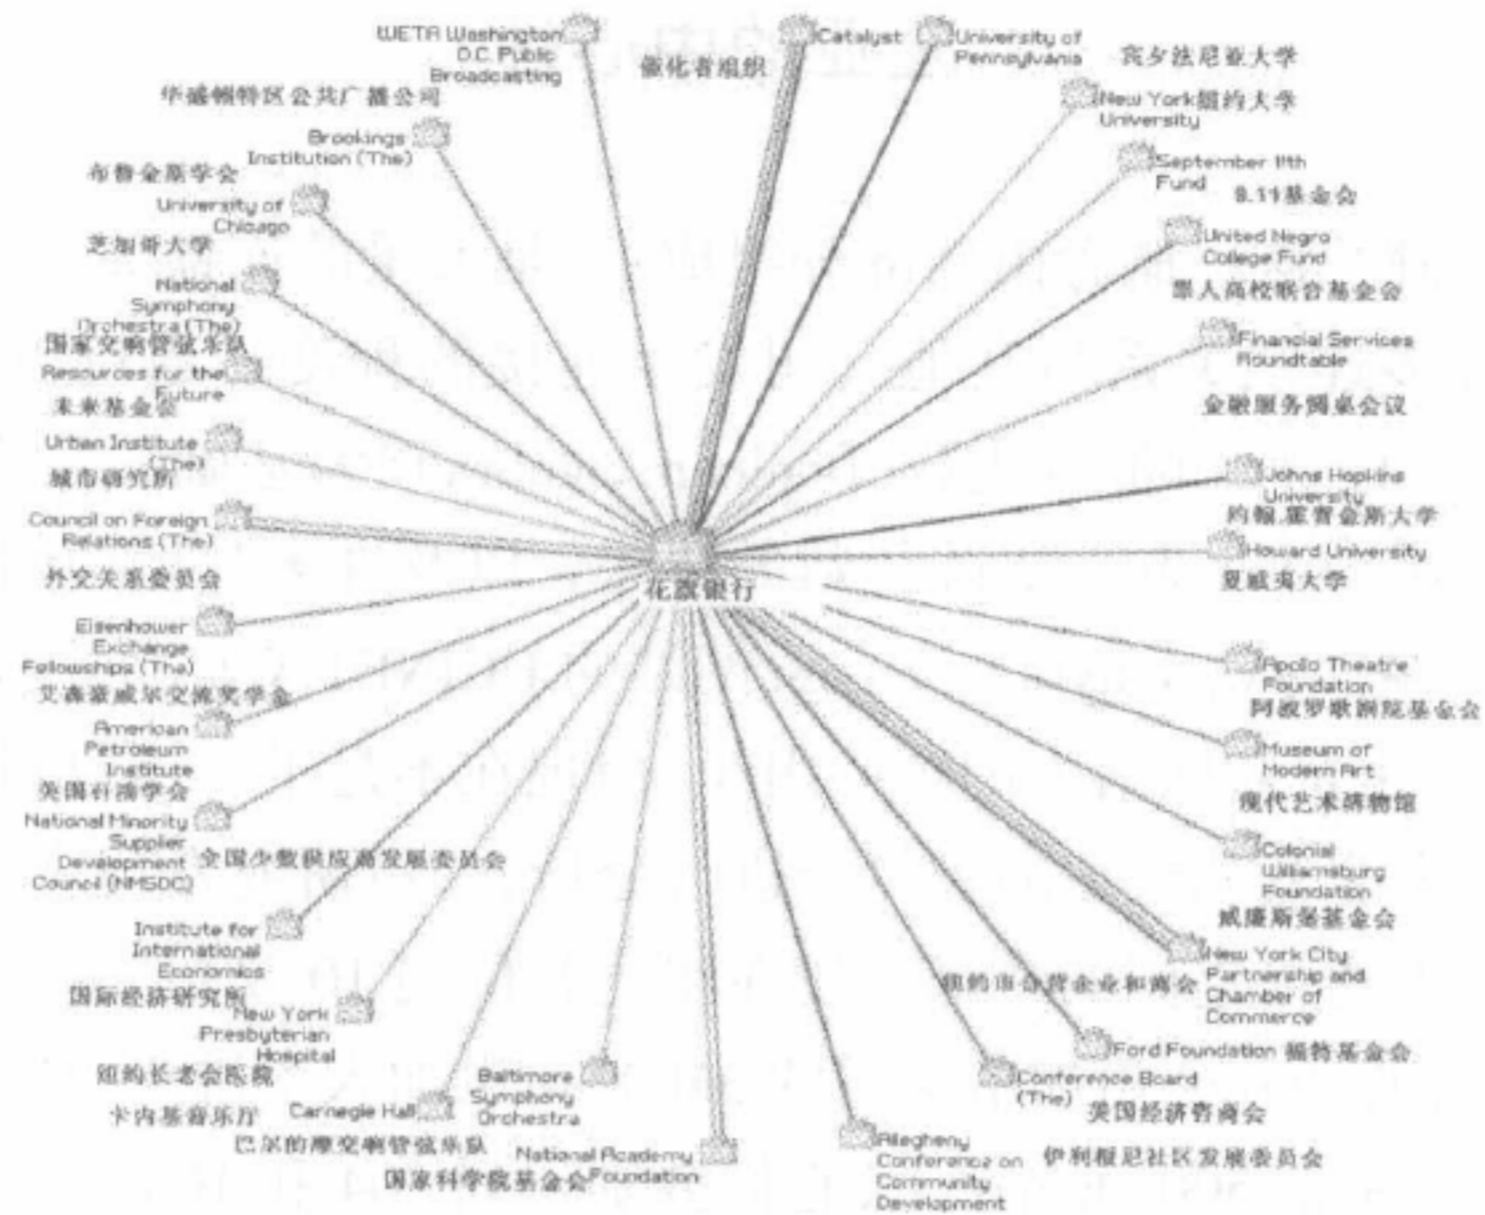 WETA Washington
D.C. Public
Broadcasting
华盛顿特区公共广播公司
Catalyst
催化者组织
University of
Pennsylvania
宾夕法尼亚大学
New York
University
纽约大学
September 11th
Fund
9.11基金会
United Negro
College Fund
黑人高校联合基金会
Financial Services
Roundtable
金融服务圆桌会议
Johns Hopkins
University
约翰.霍普金斯大学
Howard University
夏威夷大学
Apollo Theatre
Foundation
阿波罗歌剧院基金会
Museum of
Modern Art
现代艺术博物馆
Colonial
Williamsburg
Foundation
威廉斯堡基金会
New York City
Partnership and
Chamber of
Commerce
纽约市合营企业和商会
Ford Foundation
福特基金会
Conference Board
(The)
美国经济咨商会
Allegheny
Conference on
Community
Development
伊利根尼社区发展委员会
National Academy
Foundation
国家科学院基金会
Baltimore
Symphony
Orchestra
巴尔的摩交响管弦乐队
Carnegie Hall
卡内基音乐厅
New York
Presbyterian
Hospital
纽约长老会医院
Institute for
International
Economics
国际经济研究所
National Minority
Supplier
Development
Council (NMSDC)
全国少数供应商发展委员会
American
Petroleum
Institute
美国石油学会
Eisenhower
Exchange
Fellowships (The)
艾森豪威尔交流奖学金
Council on Foreign
Relations (The)
外交关系委员会
Urban Institute
(The)
城市研究所
Resources for the
Future
未来基金会
National
Symphony
Orchestra (The)
国家交响管弦乐队
University of
Chicago
芝加哥大学
Brookings
Institution (The)
布鲁金斯学会
花旗银行